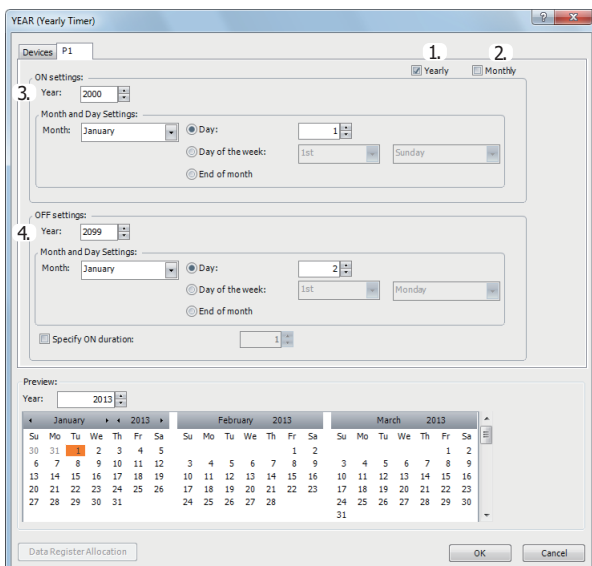 YEAR (Yearly Timer)
Devices P1
1. 2.
Yearly Monthly
ON settings:
3. Year: 2000
Month and Day Settings:
Month: January Day: 1
Day of the week: 1st Sunday
End of month
OFF settings:
4. Year: 2099
Month and Day Settings:
Month: January Day: 2
Day of the week: 1st Monday
End of month
Specify ON duration: 1
Preview:
Year: 2013
January 2013 February 2013 March 2013
Su Mo Tu We Th Fr Sa Su Mo Tu We Th Fr Sa Su Mo Tu We Th Fr Sa
30 31 1 2 3 4 5 1 2 1 2
6 7 8 9 10 11 12 3 4 5 6 7 8 9 3 4 5 6 7 8 9
13 14 15 16 17 18 19 10 11 12 13 14 15 16 10 11 12 13 14 15 16
20 21 22 23 24 25 26 17 18 19 20 21 22 23 17 18 19 20 21 22 23
27 28 29 30 31 24 25 26 27 28 24 25 26 27 28 29 30
31
Data Register Allocation OK Cancel